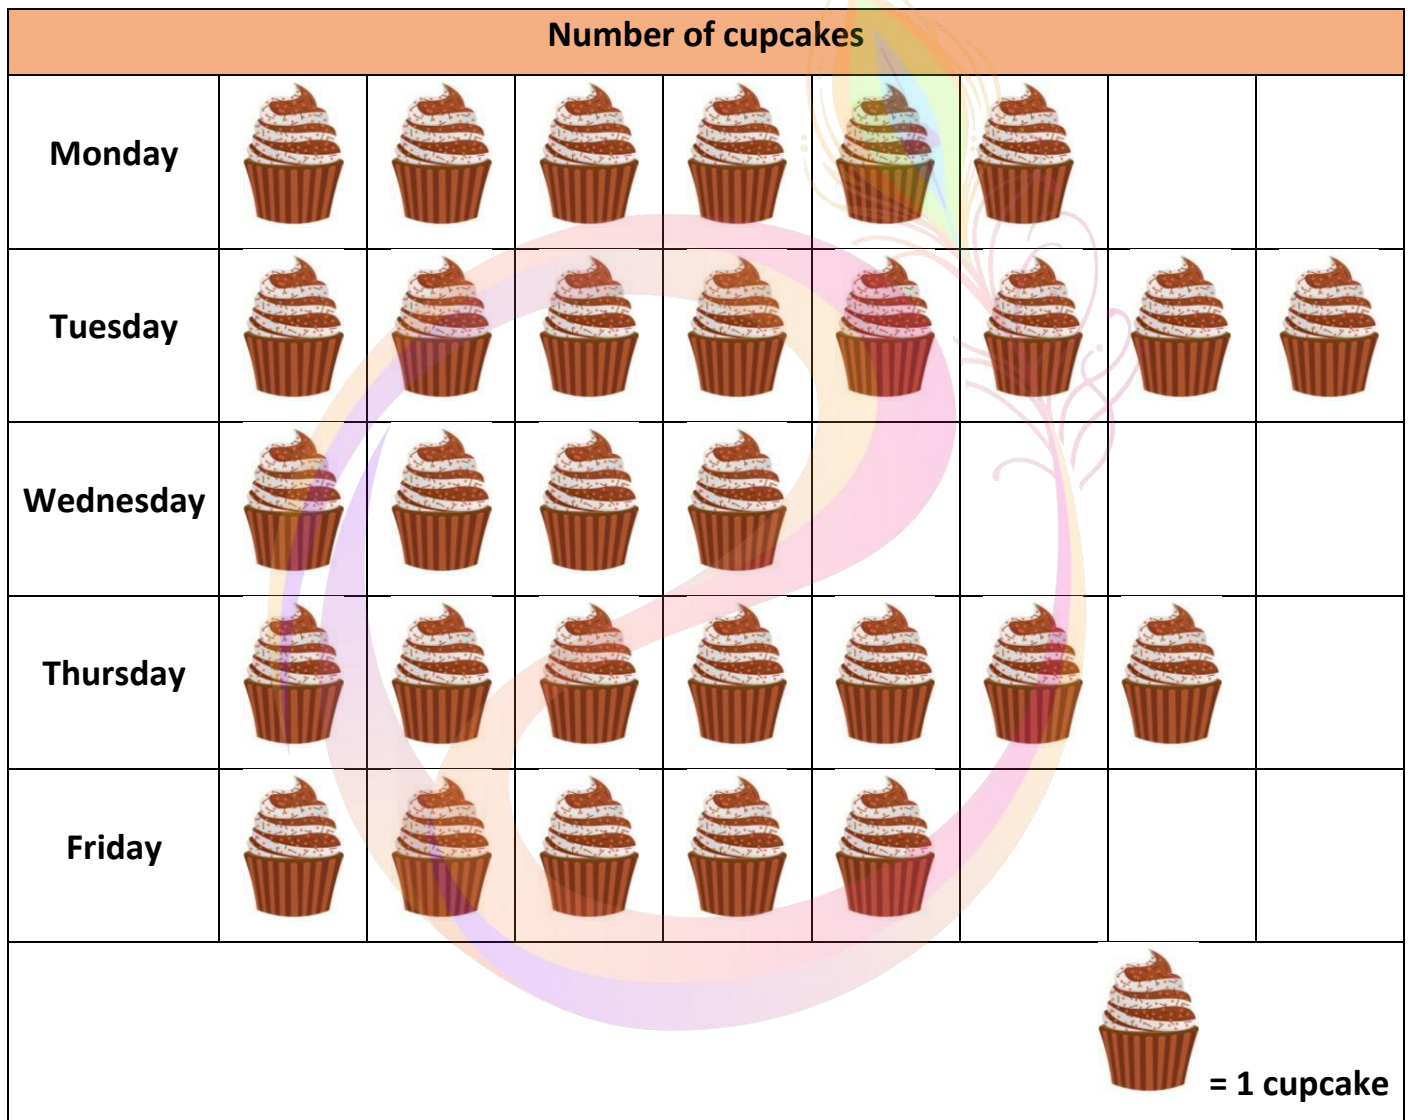 Number of cupcakes
Monday
Tuesday
Wednesday
Thursday
Friday
= 1 cupcake